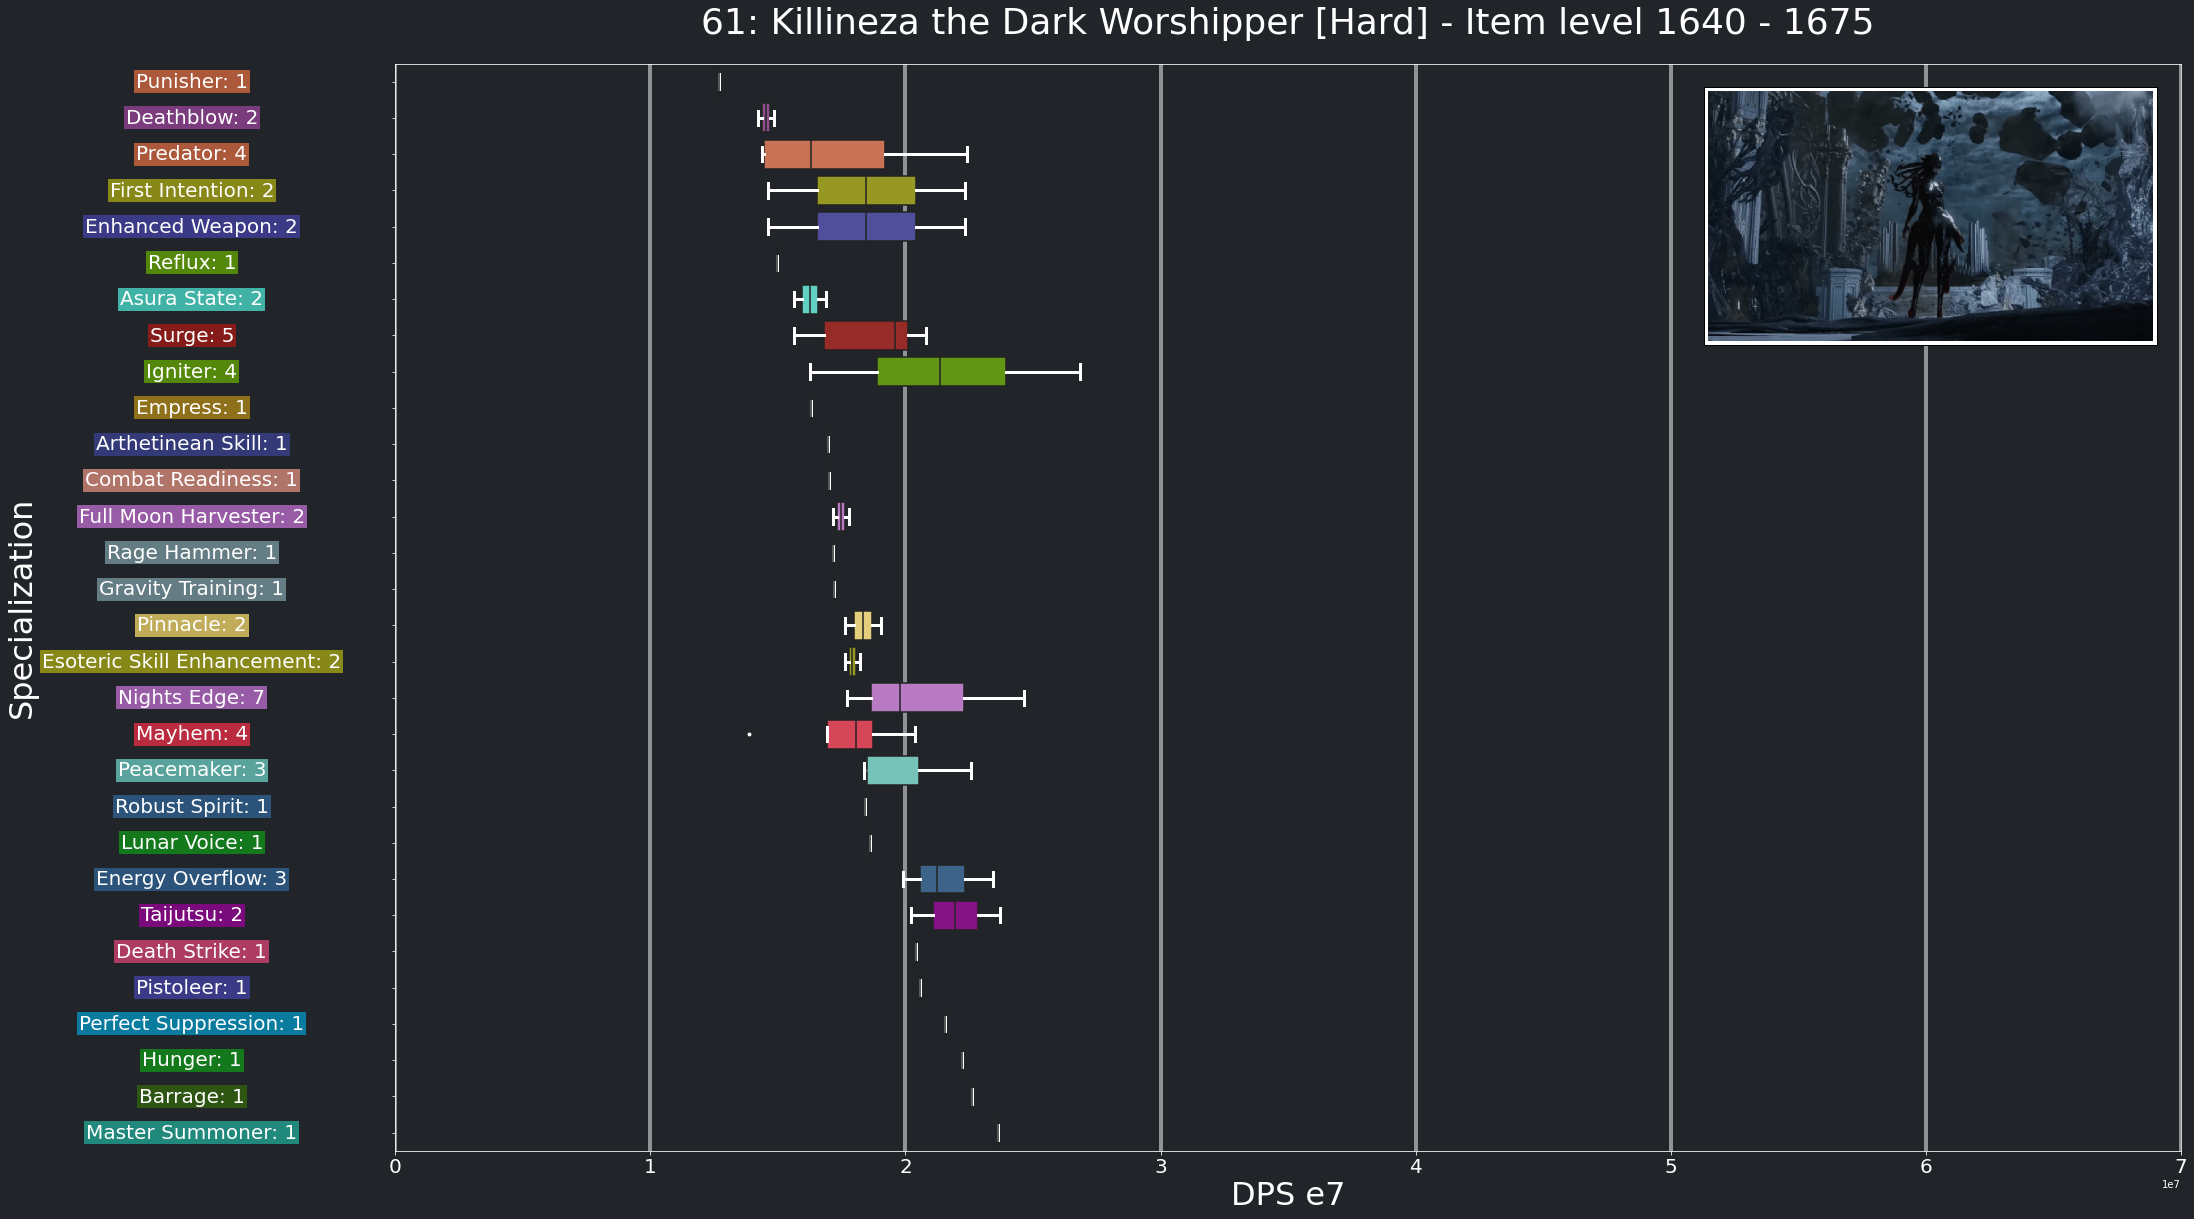 61: Killineza the Dark Worshipper [Hard] - Item level 1640 - 1675
Specialization
Punisher: 1
Deathblow: 2
Predator: 4
First Intention: 2
Enhanced Weapon: 2
Reflux: 1
Asura State: 2
Surge: 5
Igniter: 4
Empress: 1
Arthetinean Skill: 1
Combat Readiness: 1
Full Moon Harvester: 2
Rage Hammer: 1
Gravity Training: 1
Pinnacle: 2
Esoteric Skill Enhancement: 2
Nights Edge: 7
Mayhem: 4
Peacemaker: 3
Robust Spirit: 1
Lunar Voice: 1
Energy Overflow: 3
Taijutsu: 2
Death Strike: 1
Pistoleer: 1
Perfect Suppression: 1
Hunger: 1
Barrage: 1
Master Summoner: 1
0 1 2 3 4 5 6 7
1e7
DPS e7